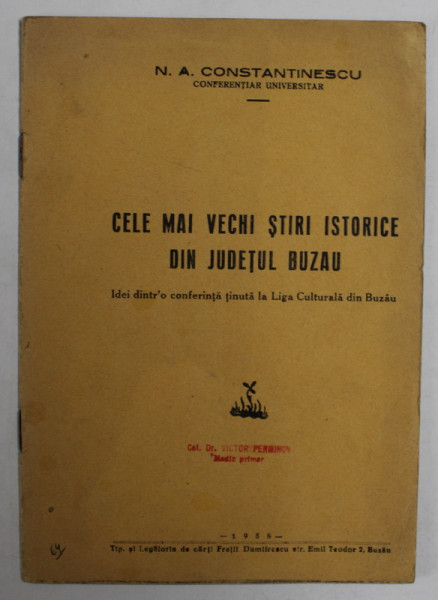 N. A. CONSTANTINESCU
CONFERENȚIAR UNIVERSITAR
CELE MAI VECHI ȘTIRI ISTORICE
DIN JUDEȚUL BUZAU
Idei dintr'o conferință ținută la Liga Culturală din Buzău
Col. Dr. VICTOR
Medic primar
Tip. și Legătoria de cărți Frații Dumitrescu str. Emil Teodor 2, Buzău